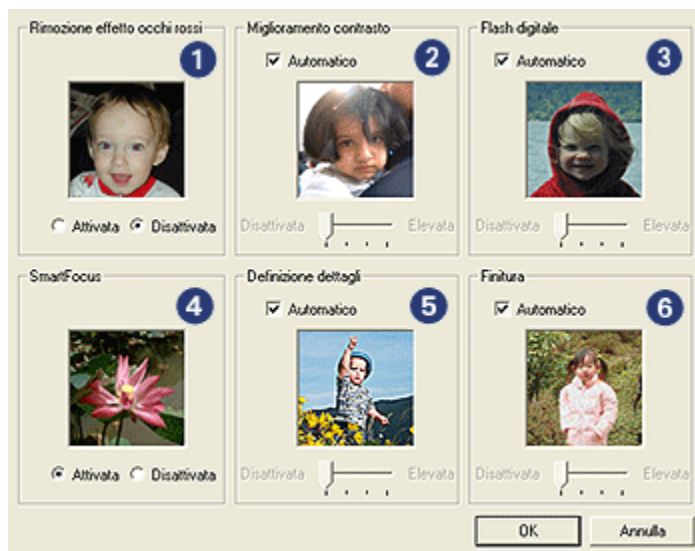 Rimozione effetto occhi rossi
1
Attivata Disattivata
Miglioramento contrasto
Automatico 2
Disattivata Elevata
Flash digitale
Automatico 3
Disattivata Elevata
SmartFocus
4
Attivata Disattivata
Definizione dettagli
Automatico 5
Disattivata Elevata
Finitura
Automatico 6
Disattivata Elevata
OK Annulla